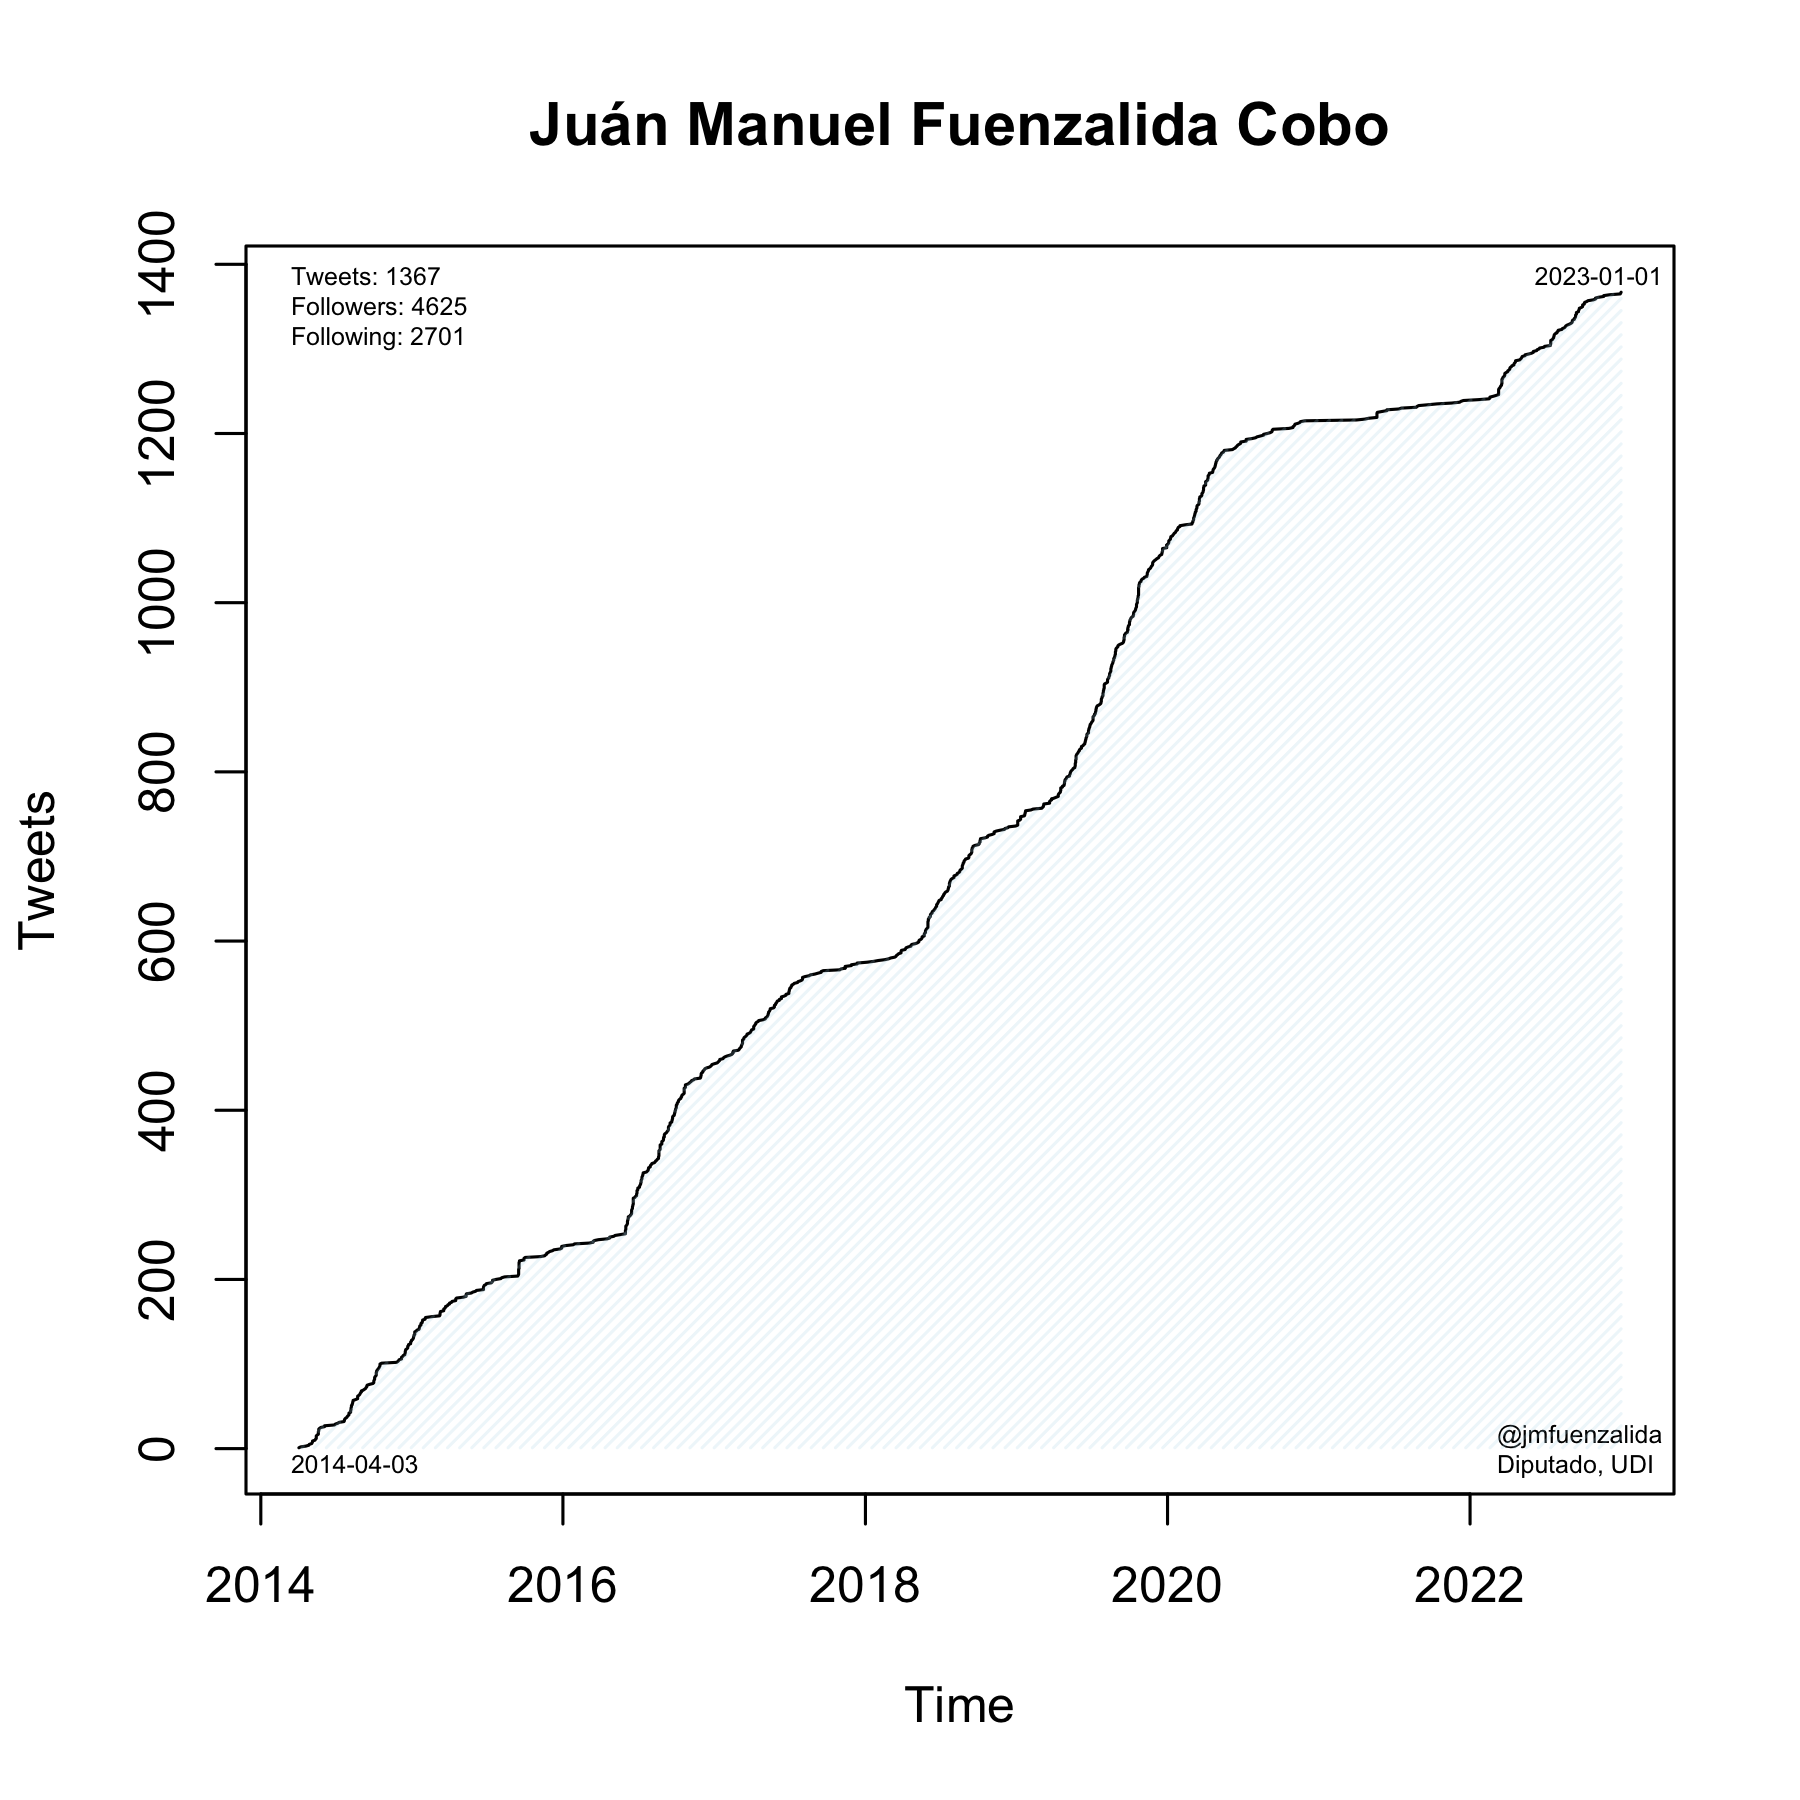 Juán Manuel Fuenzalida Cobo
Tweets: 1367
Followers: 4625
Following: 2701
2023-01-01
1400
1200
1000
800
600
400
200
0
Tweets
2014-04-03
@jmfuenzalida
Diputado, UDI
2014 2016 2018 2020 2022
Time